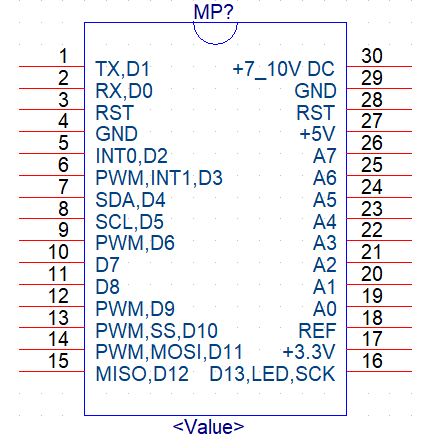 MP?
1 TX,D1 +7_10V DC 30
2 RX,D0 GND 29
3 RST RST 28
4 GND +5V 27
5 INT0,D2 A7 26
6 PWM,INT1,D3 A6 25
7 SDA,D4 A5 24
8 SCL,D5 A4 23
9 PWM,D6 A3 22
10 D7 A2 21
11 D8 A1 20
12 PWM,D9 A0 19
13 PWM,SS,D10 REF 18
14 PWM,MOSI,D11 +3.3V 17
15 MISO,D12 D13,LED,SCK 16
<Value>